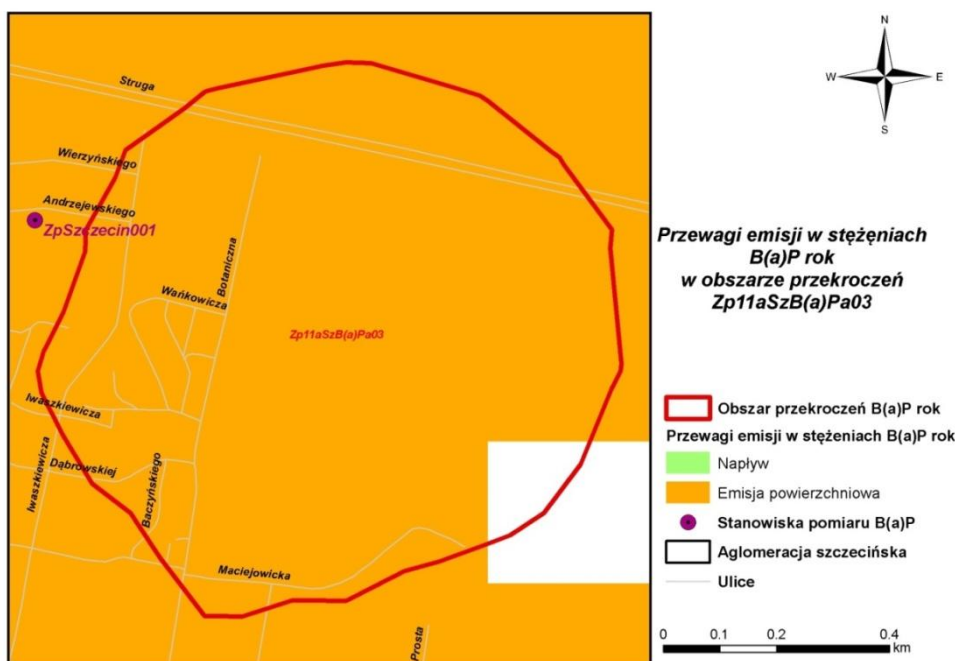 N
W
E
S
Struga
Wierzyńskiego
Andrzejewskiego
ZpSzczecin001
Botaniczna
Wańkowicza
Zp11aSzB(a)Pa03
Iwaszkiewicza
Iwaszkiewicza
Dąbrowskiej
Baczyńskiego
Maciejowicka
Prosta
Przewagi emisji w stężeniach
B(a)P rok
w obszarze przekroczeń
Zp11aSzB(a)Pa03
Obszar przekroczeń B(a)P rok
Przewagi emisji w stężeniach B(a)P rok
Napływ
Emisja powierzchniowa
Stanowiska pomiaru B(a)P
Aglomeracja szczecińska
Ulice
0 0.1 0.2 0.4
km